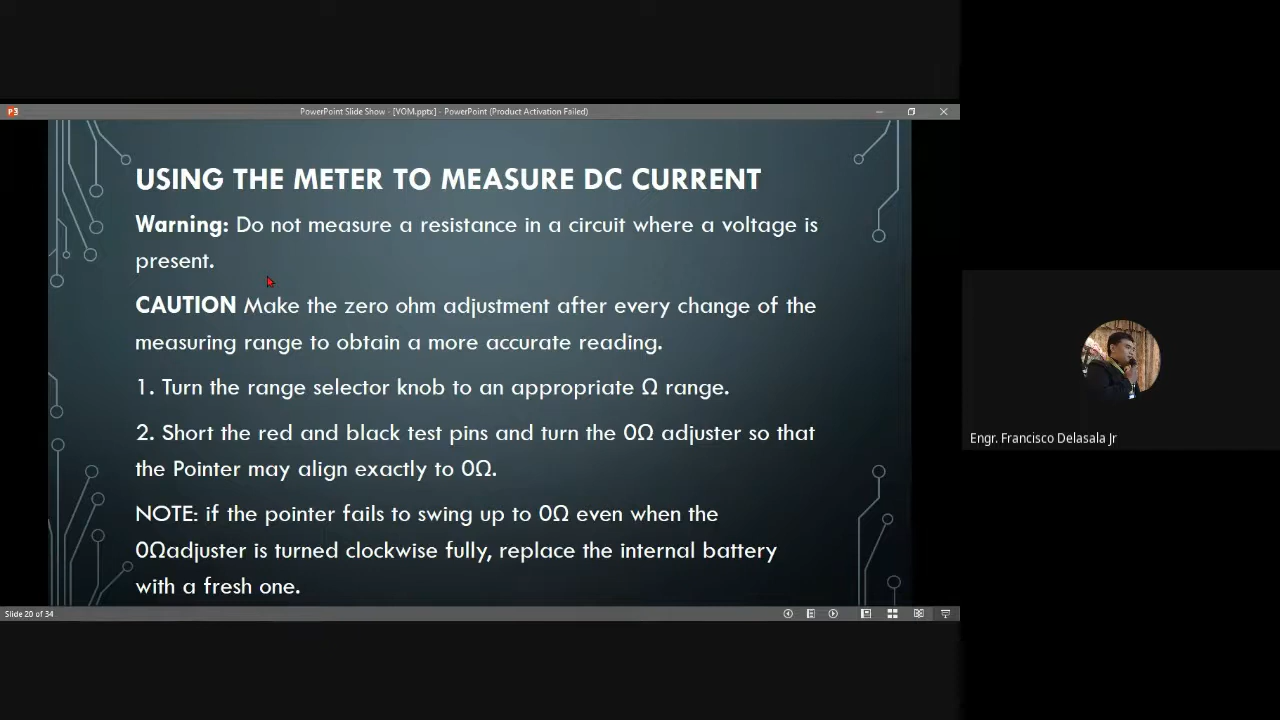 PowerPoint Slide Show - [VOM.pptx] - PowerPoint (Product Activation Failed)
USING THE METER TO MEASURE DC CURRENT
Warning: Do not measure a resistance in a circuit where a voltage is
present.
CAUTION Make the zero ohm adjustment after every change of the
measuring range to obtain a more accurate reading.
1. Turn the range selector knob to an appropriate Ω range.
2. Short the red and black test pins and turn the 0Ω adjuster so that
the Pointer may align exactly to 0Ω.
NOTE: if the pointer fails to swing up to 0Ω even when the
0Ωadjuster is turned clockwise fully, replace the internal battery
with a fresh one.
Slide 20 of 34
Engr. Francisco Delasala Jr